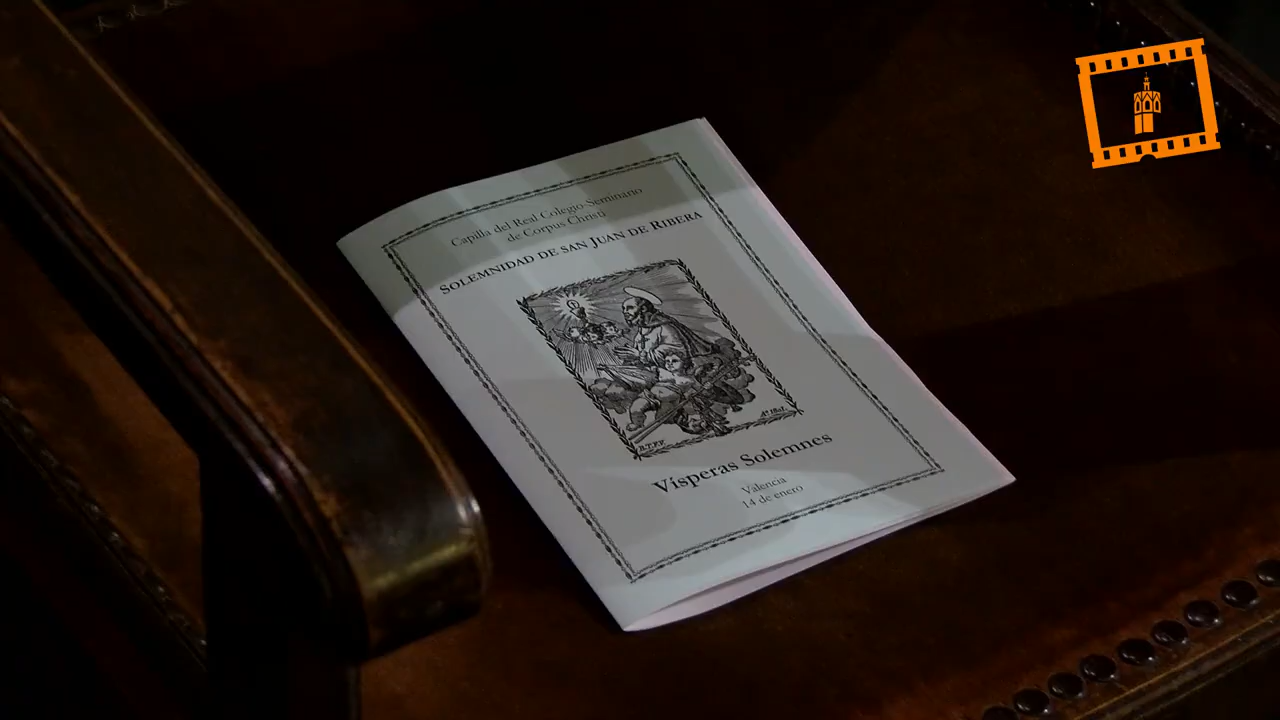 Capilla del Real Colegio Seminario
de Corpus Christi
Solemnidad de san Juan de Ribera
Vísperas Solemnes
Valencia
14 de enero